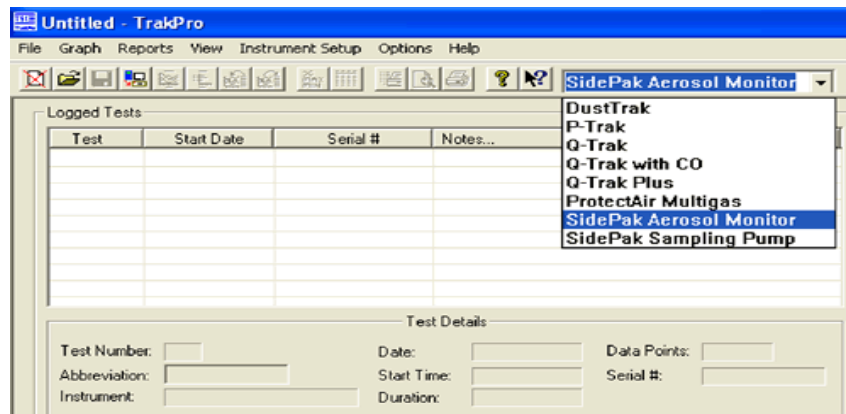 Untitled - TrakPro
File Graph Reports View Instrument Setup Options Help
SidePak Aerosol Monitor
DustTrak
P-Trak
Q-Trak
Q-Trak with CO
Q-Trak Plus
ProtectAir Multigas
SidePak Aerosol Monitor
SidePak Sampling Pump
Logged Tests
Test Start Date Serial # Notes...
Test Details
Test Number: Date: Data Points:
Abbreviation: Start Time: Serial #:
Instrument: Duration: